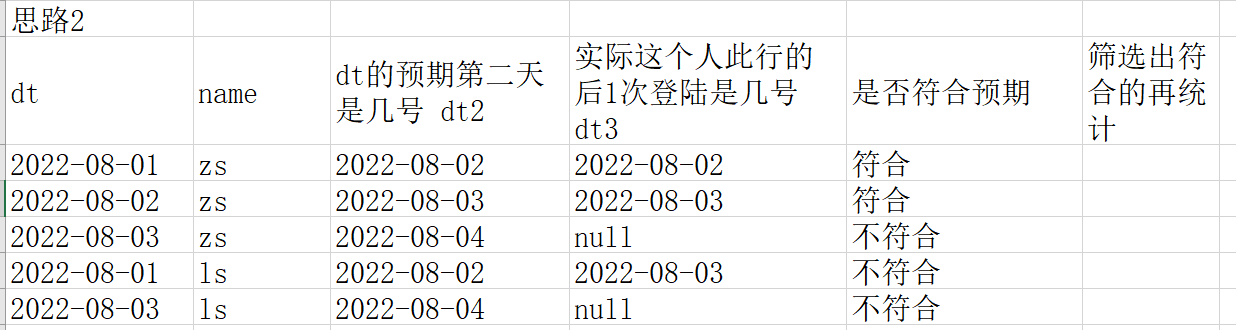 思路2
dt name dt的预期第二天是几号 dt2 实际这个人此行的后1次登陆是几号 dt3 是否符合预期 筛选出符合的再统计
2022-08-01 zs 2022-08-02 2022-08-02 符合
2022-08-02 zs 2022-08-03 2022-08-03 符合
2022-08-03 zs 2022-08-04 null 不符合
2022-08-01 ls 2022-08-02 2022-08-03 不符合
2022-08-03 ls 2022-08-04 null 不符合